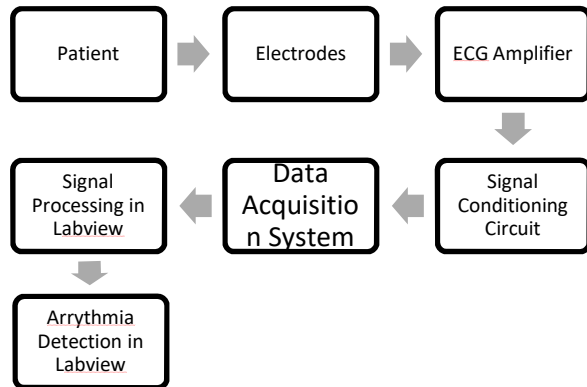 Patient
Electrodes
ECG Amplifier
Signal
Conditioning
Circuit
Data
Acquisitio
n System
Signal
Processing in
Labview
Arrythmia
Detection in
Labview